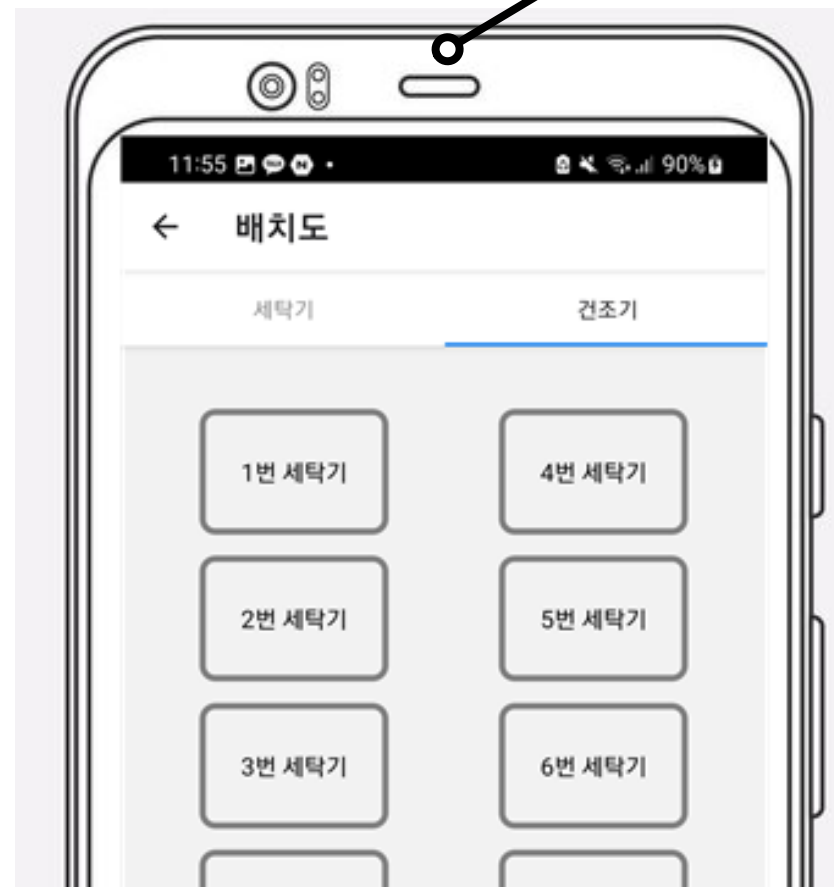 11:55 90%
배치도
세탁기 건조기
1번 세탁기 4번 세탁기
2번 세탁기 5번 세탁기
3번 세탁기 6번 세탁기